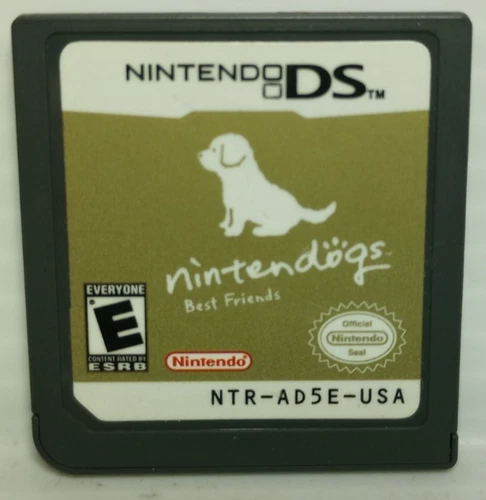 NINTENDO DS™
nintendogs
Best Friends
EVERYONE
E
CONTENT RATED BY
ESRB
Nintendo
Official
Nintendo
Seal
NTR-AD5E-USA